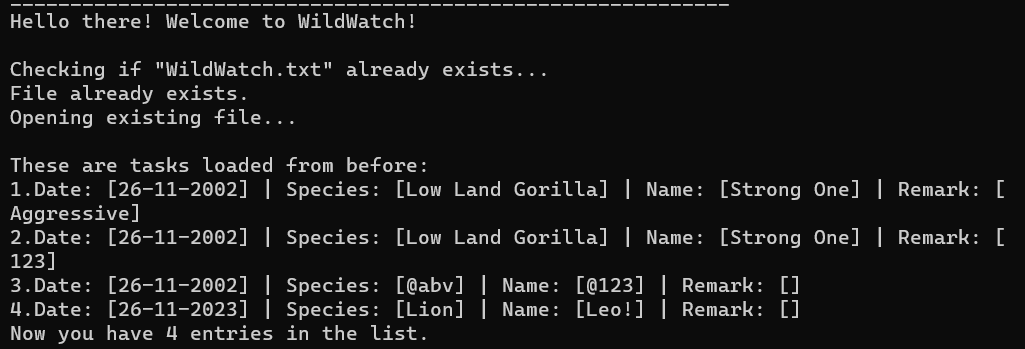 ____________________________________________________________
Hello there! Welcome to WildWatch!
Checking if "WildWatch.txt" already exists...
File already exists.
Opening existing file...
These are tasks loaded from before:
1.Date: [26-11-2002] | Species: [Low Land Gorilla] | Name: [Strong One] | Remark: [
Aggressive]
2.Date: [26-11-2002] | Species: [Low Land Gorilla] | Name: [Strong One] | Remark: [
123]
3.Date: [26-11-2002] | Species: [@abv] | Name: [@123] | Remark: []
4.Date: [26-11-2023] | Species: [Lion] | Name: [Leo!] | Remark: []
Now you have 4 entries in the list.